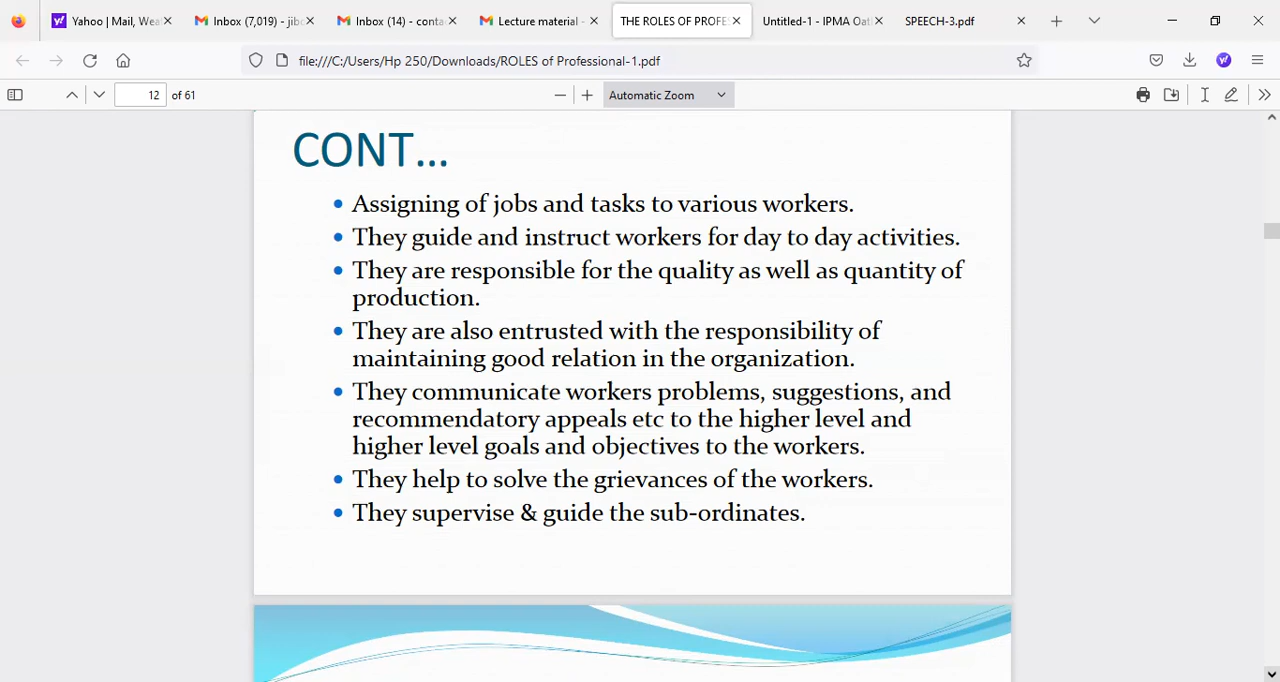 Yahoo | Mail, Wea
Inbox (7,019) - jib
Inbox (14) - conta
Lecture material -
THE ROLES OF PROFE
Untitled-1 - IPMA Oat
SPEECH-3.pdf
file:///C:/Users/Hp 250/Downloads/ROLES of Professional-1.pdf
12 of 61
Automatic Zoom
CONT...
• Assigning of jobs and tasks to various workers.
• They guide and instruct workers for day to day activities.
• They are responsible for the quality as well as quantity of
production.
• They are also entrusted with the responsibility of
maintaining good relation in the organization.
• They communicate workers problems, suggestions, and
recommendatory appeals etc to the higher level and
higher level goals and objectives to the workers.
• They help to solve the grievances of the workers.
• They supervise & guide the sub-ordinates.